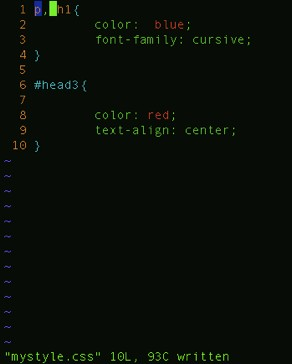 1 p, h1{
2         color:  blue;
3         font-family: cursive;
4 }
5
6 #head3{
7
8         color: red;
9         text-align: center;
10 }
~
~
~
~
~
~
~
~
~
~
~
~
~
"mystyle.css" 10L, 93C written